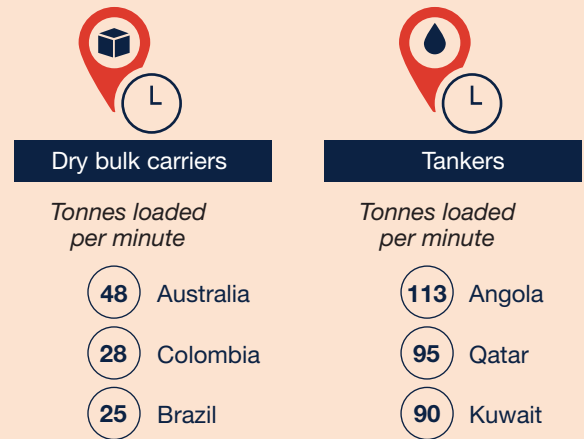 Dry bulk carriers
Tonnes loaded
per minute
48 Australia
28 Colombia
25 Brazil
Tankers
Tonnes loaded
per minute
113 Angola
95 Qatar
90 Kuwait